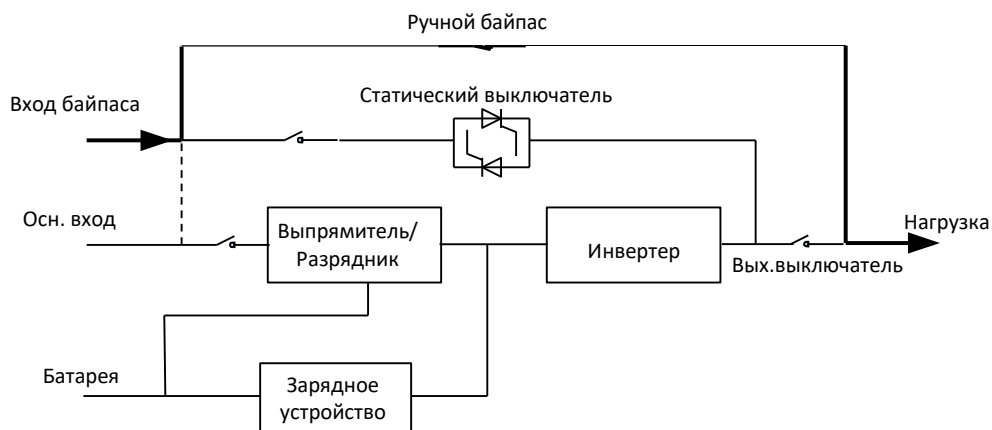 Ручной байпас
Статический выключатель
Вход байпаса
Осн. вход
Выпрямитель/
Разрядник
Инвертер
Нагрузка
Вых.выключатель
Батарея
Зарядное
устройство